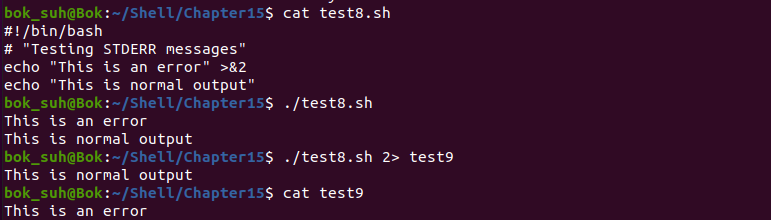 bok_suh@Bok:~/Shell/Chapter15$ cat test8.sh
#!/bin/bash
# "Testing STDERR messages"
echo "This is an error" >&2
echo "This is normal output"
bok_suh@Bok:~/Shell/Chapter15$ ./test8.sh
This is an error
This is normal output
bok_suh@Bok:~/Shell/Chapter15$ ./test8.sh 2> test9
This is normal output
bok_suh@Bok:~/Shell/Chapter15$ cat test9
This is an error